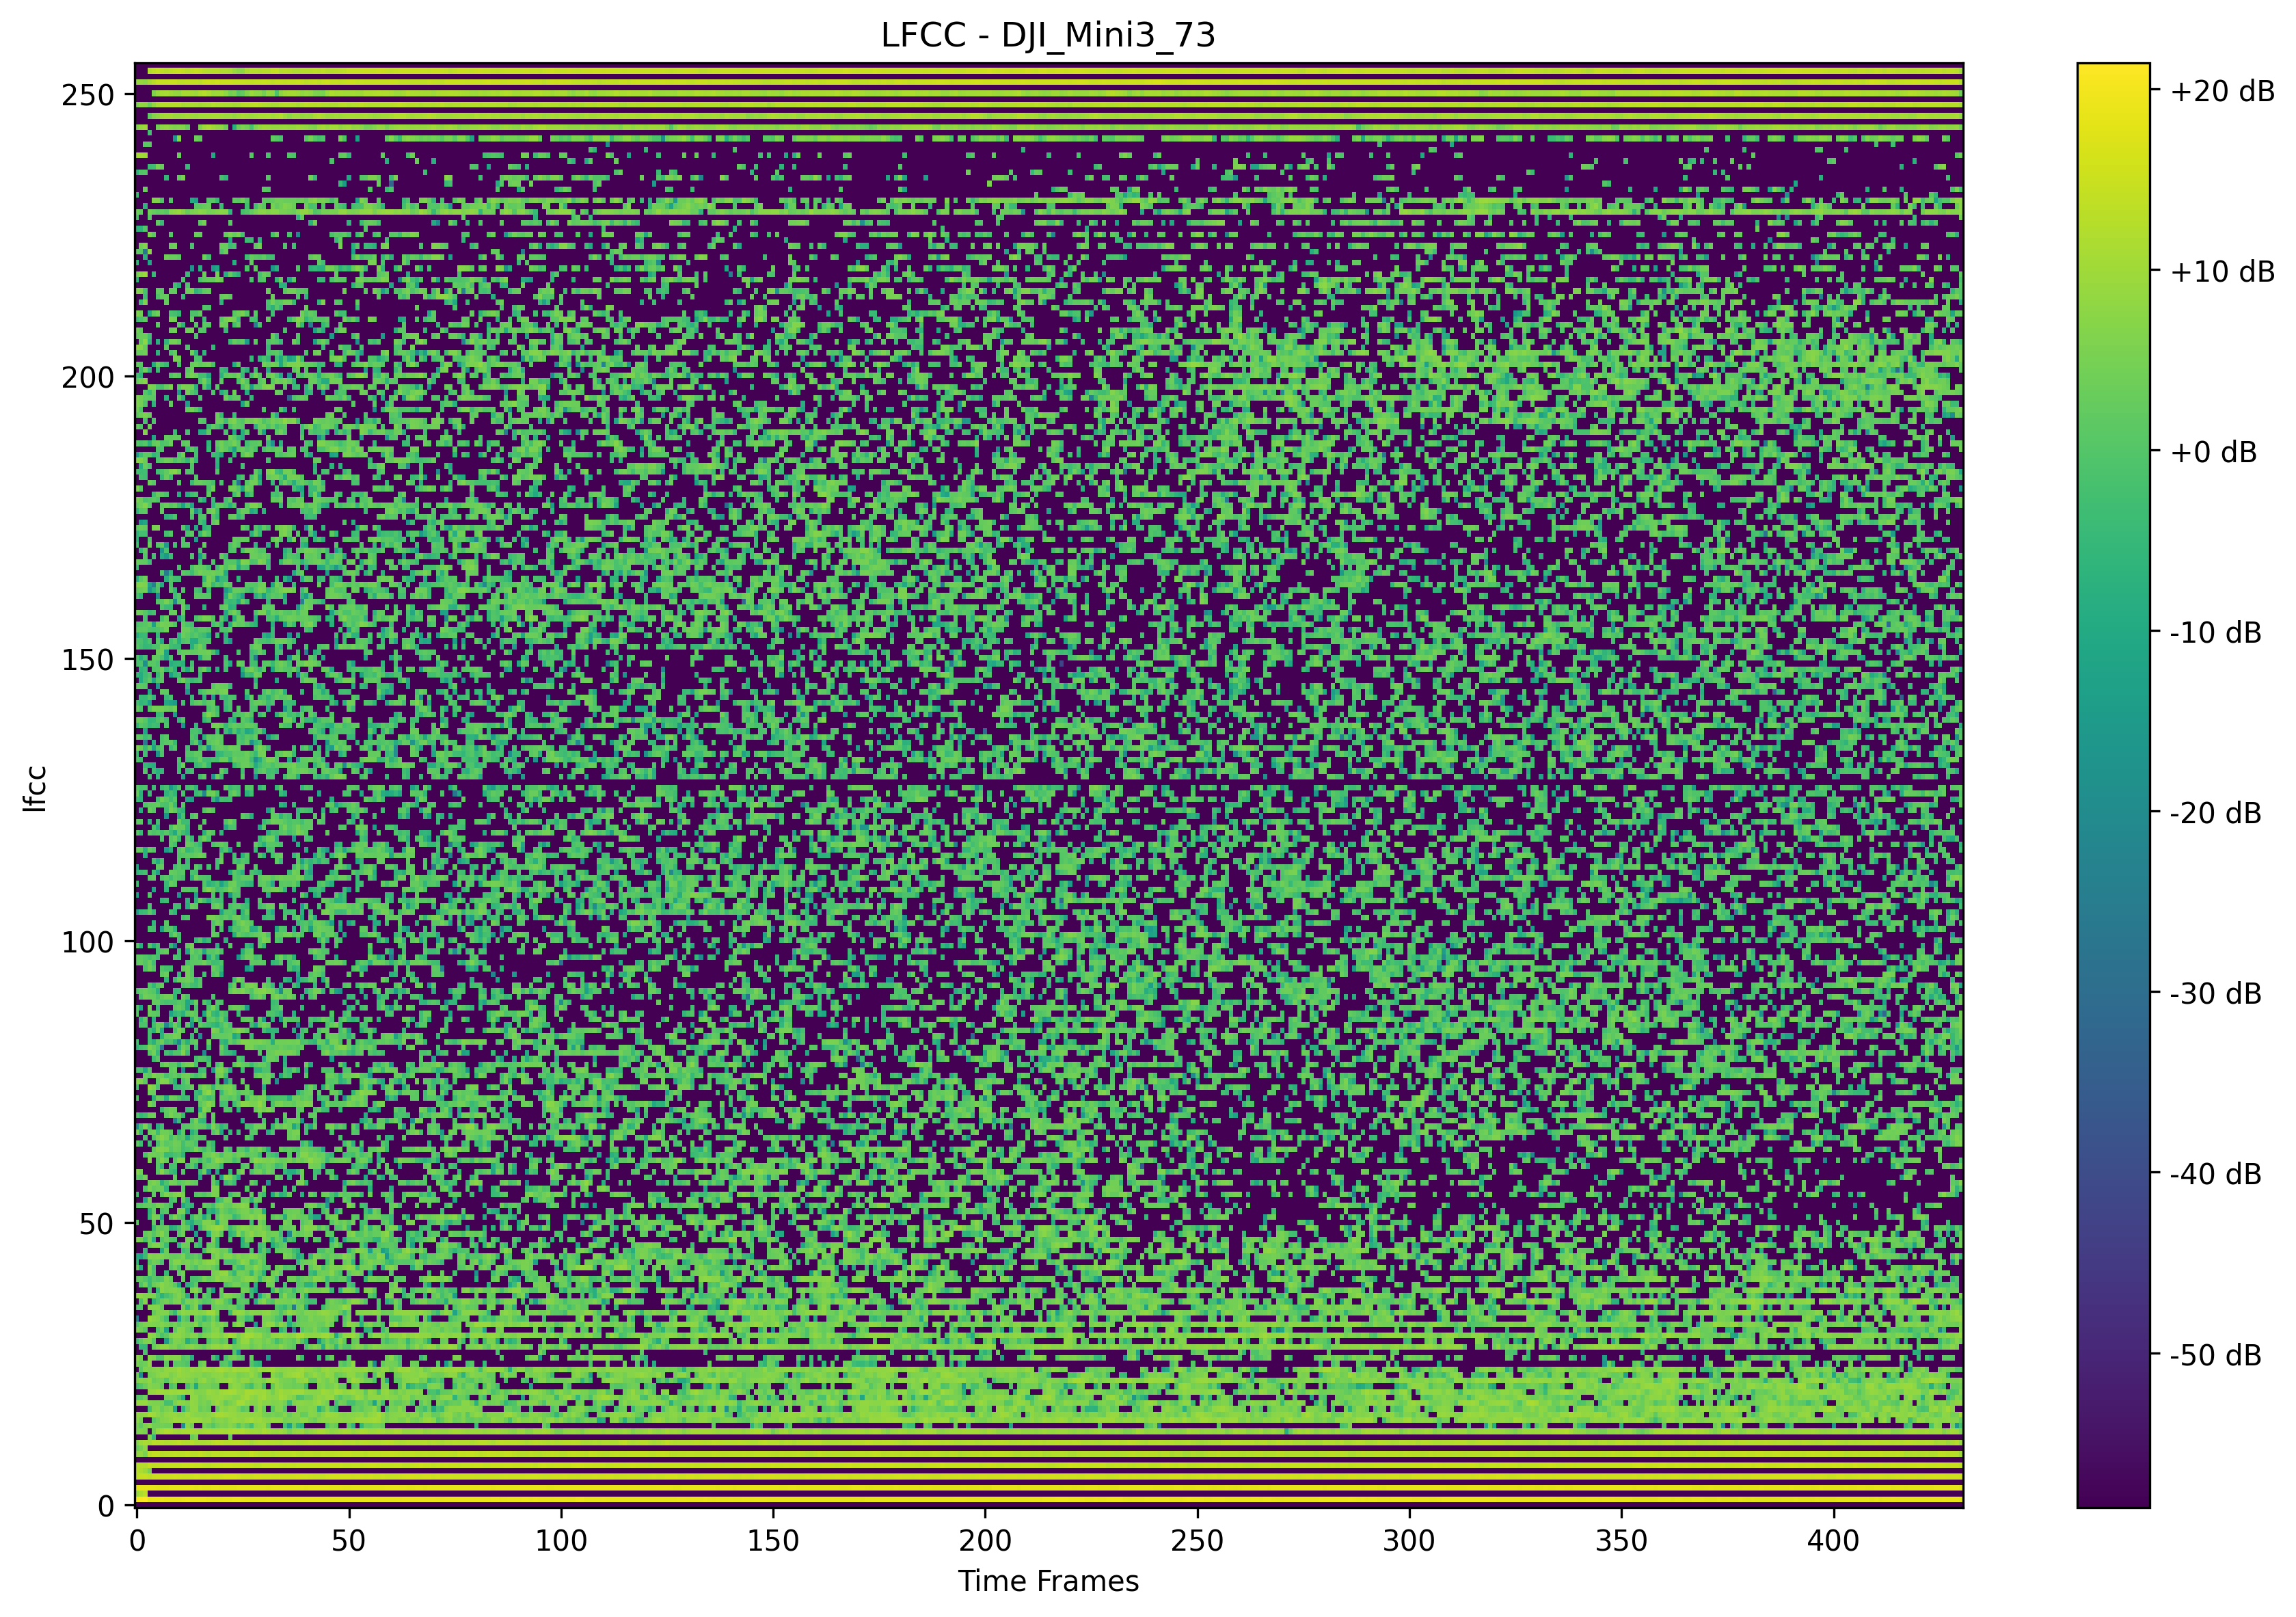 LFCC - DJI_Mini3_73
250
200
150
100
50
0
lfcc
0 50 100 150 200 250 300 350 400
Time Frames
+20 dB
+10 dB
+0 dB
-10 dB
-20 dB
-30 dB
-40 dB
-50 dB